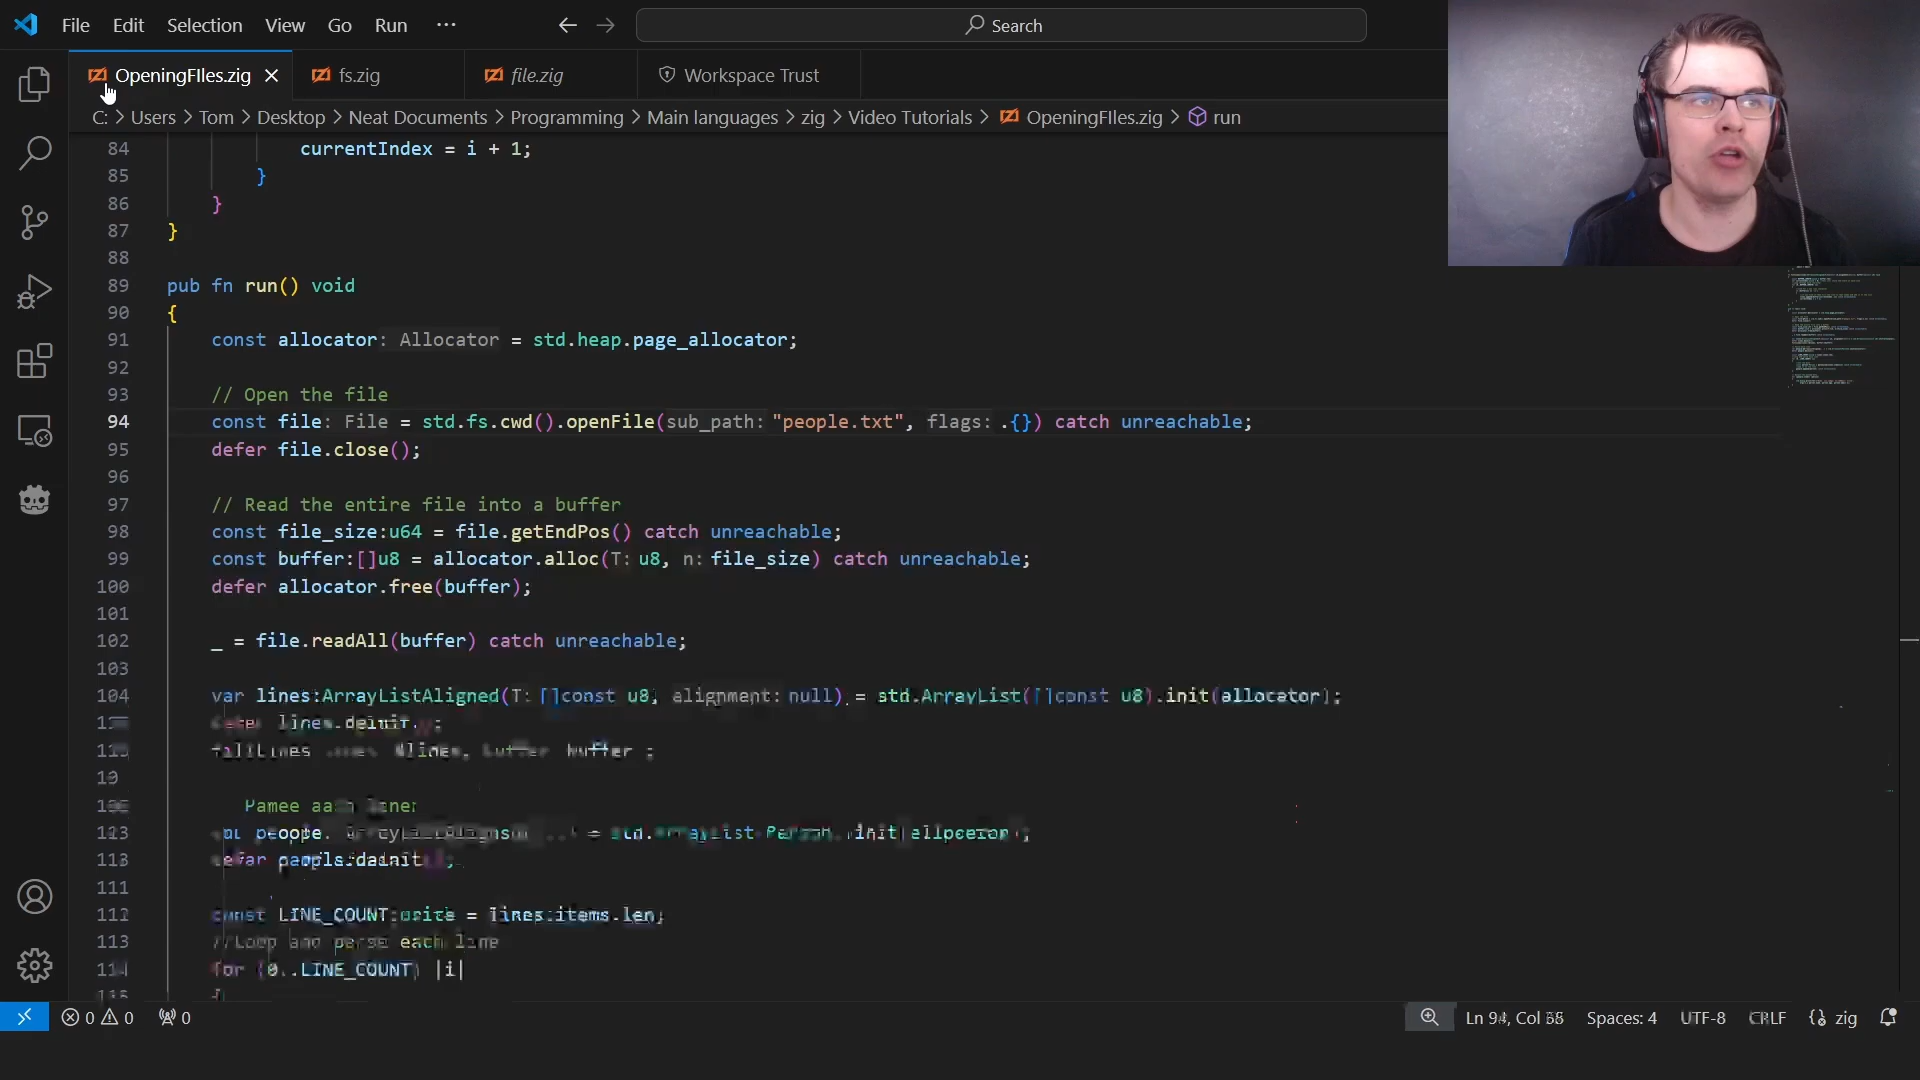 File Edit Selection View Go Run ··· Search
OpeningFIles.zig fs.zig file.zig Workspace Trust
C: > Users > Tom > Desktop > Neat Documents > Programming > Main languages > zig > Video Tutorials > OpeningFIles.zig > run
84 currentIndex = i + 1;
85 }
86 }
87 }
88
89 pub fn run() void
90 {
91 const allocator: Allocator = std.heap.page_allocator;
92
93 // Open the file
94 const file: File = std.fs.cwd().openFile(sub_path: "people.txt", flags: .{}) catch unreachable;
95 defer file.close();
96
97 // Read the entire file into a buffer
98 const file_size:u64 = file.getEndPos() catch unreachable;
99 const buffer:[]u8 = allocator.alloc(T: u8, n: file_size) catch unreachable;
100 defer allocator.free(buffer);
101
102 _ = file.readAll(buffer) catch unreachable;
103
104 var lines:ArrayListAligned(T: []const u8, alignment: null) = std.ArrayList([]const u8).init(allocator);
111
112 const LINE_COUNT:usize = lines.items.len;
113 //Loop and parse each line
114 for (0..LINE_COUNT) |i|
0 0 0 Ln 94, Col Spaces: 4 UTF-8 CRLF zig